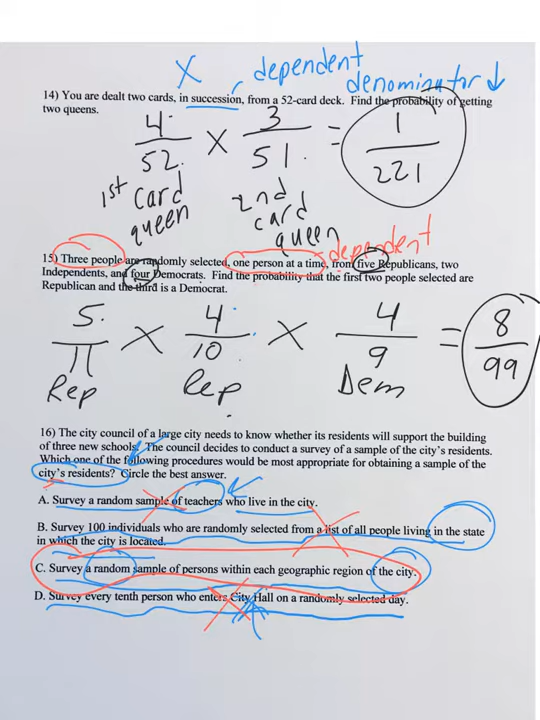 X dependent
denominator ↓
14) You are dealt two cards, in succession, from a 52-card deck. Find the probability of getting
two queens.
4/52 X 3/51 = 1/221
1st card queen 2nd card queen
dependent
15) Three people are randomly selected, one person at a time, from five Republicans, two
Independents, and four Democrats. Find the probability that the first two people selected are
Republican and the third is a Democrat.
5/11 X 4/10 X 4/9 = 8/99
Rep Rep Dem
16) The city council of a large city needs to know whether its residents will support the building
of three new schools. The council decides to conduct a survey of a sample of the city's residents.
Which one of the following procedures would be most appropriate for obtaining a sample of the
city's residents? Circle the best answer.
A. Survey a random sample of teachers who live in the city.
B. Survey 100 individuals who are randomly selected from a list of all people living in the state
in which the city is located.
C. Survey a random sample of persons within each geographic region of the city.
D. Survey every tenth person who enters City Hall on a randomly selected day.